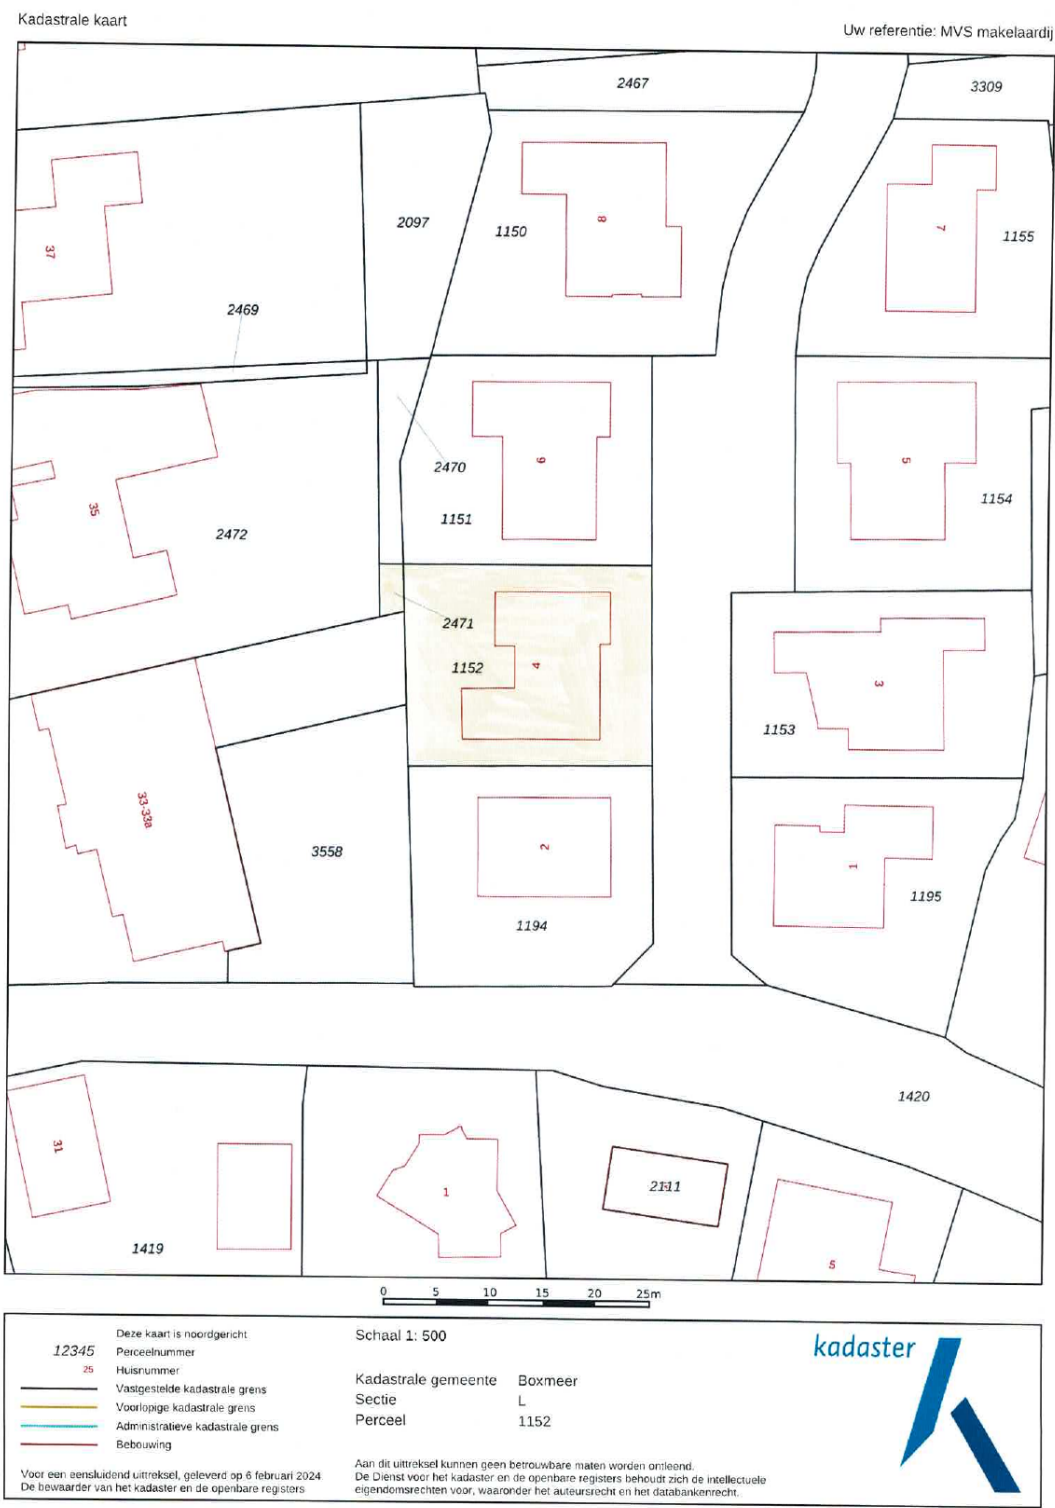 Kadastrale kaart
Uw referentie: MVS makelaardij
2467
3309
2097
1150
8
7
1155
37
2469
2470
6
5
1151
1154
35
2472
2471
1152
4
3
1153
33-33a
3558
2
1
1195
1194
1420
31
1
2111
1419
5
0 5 10 15 20 25m
Deze kaart is noordgericht
12345 Perceelnummer
25 Huisnummer
Vastgestelde kadastrale grens
Voorlopige kadastrale grens
Administratieve kadastrale grens
Bebouwing
Voor een eensluidend uittreksel, geleverd op 6 februari 2024
De bewaarder van het kadaster en de openbare registers
Schaal 1: 500
Kadastrale gemeente Boxmeer
Sectie L
Perceel 1152
Aan dit uittreksel kunnen geen betrouwbare maten worden ontleend.
De Dienst voor het kadaster en de openbare registers behoudt zich de intellectuele
eigendomsrechten voor, waaronder het auteursrecht en het databankenrecht.
kadaster